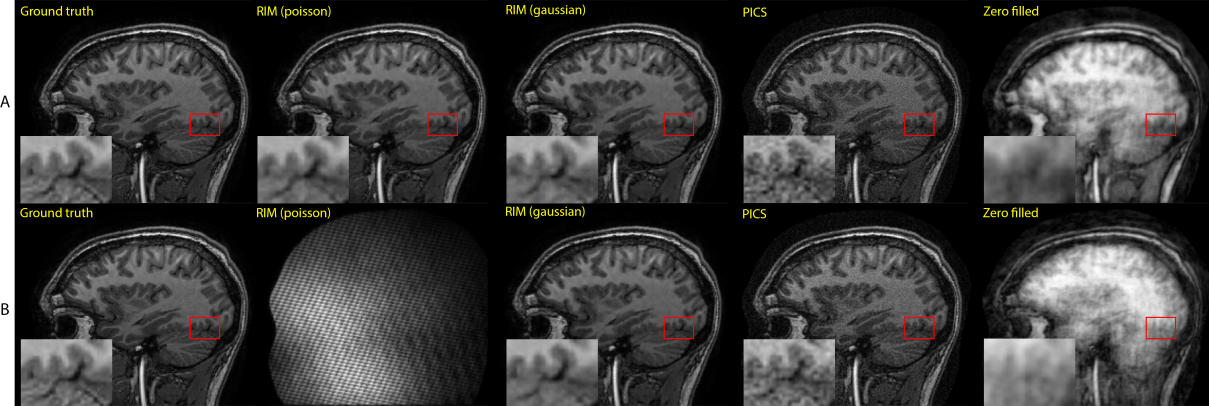 Ground truth RIM (poisson) RIM (gaussian) PICS Zero filled
A
Ground truth RIM (poisson) RIM (gaussian) PICS Zero filled
B